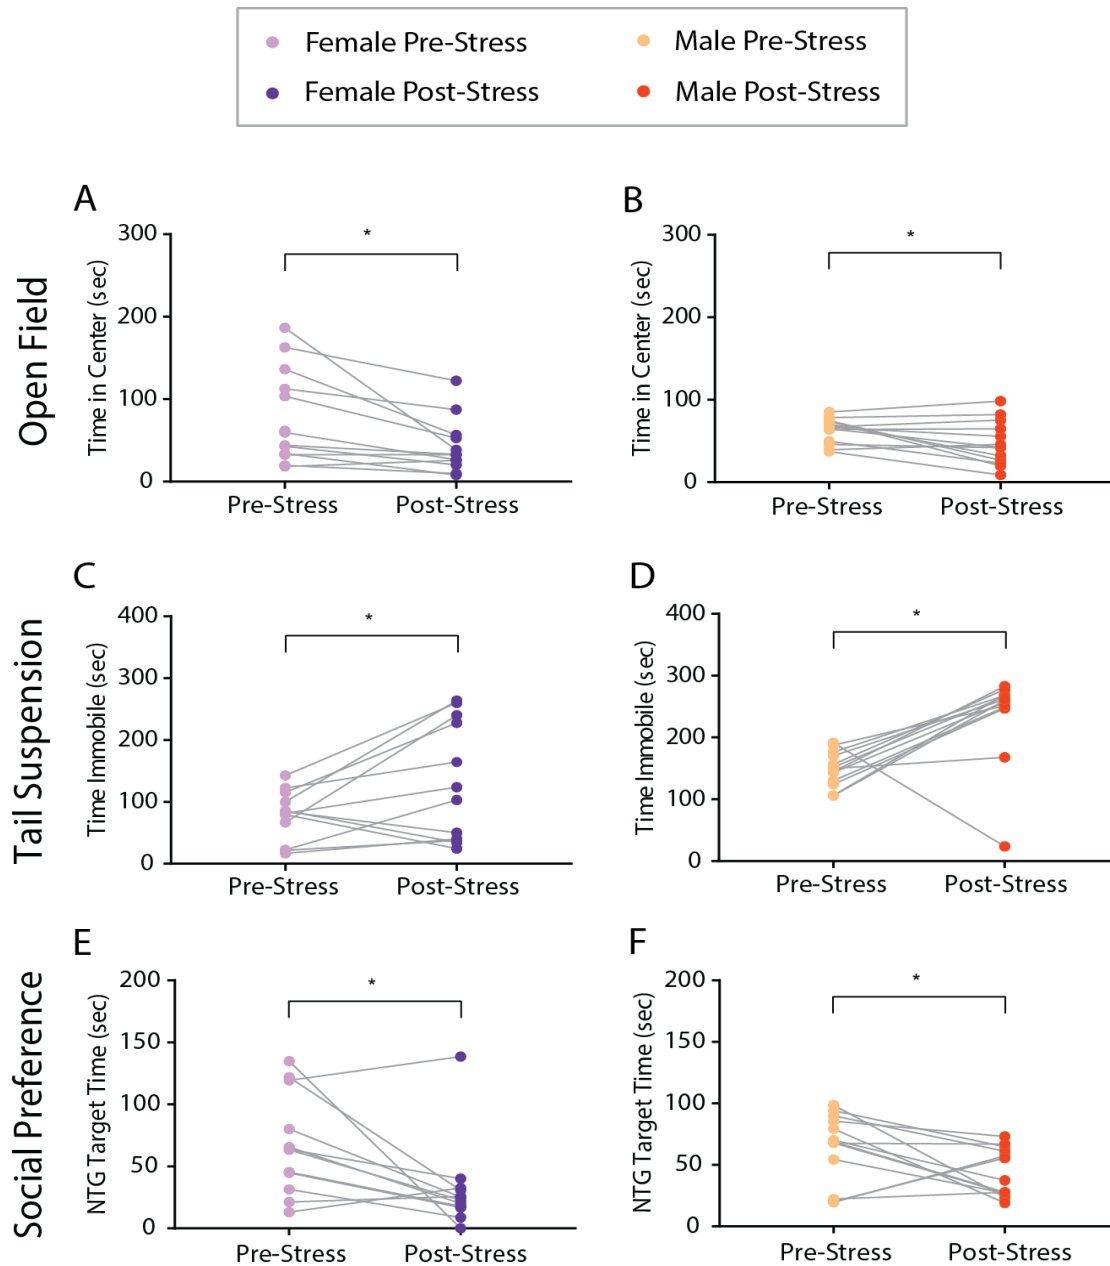 Female Pre-Stress
Male Pre-Stress
Female Post-Stress
Male Post-Stress
Open Field
A
Time in Center (sec)
300
200
100
0
*
Pre-Stress
Post-Stress
B
Time in Center (sec)
300
200
100
0
*
Pre-Stress
Post-Stress
Tail Suspension
C
Time Immobile (sec)
400
300
200
100
0
*
Pre-Stress
Post-Stress
D
Time Immobile (sec)
400
300
200
100
0
*
Pre-Stress
Post-Stress
Social Preference
E
NTG Target Time (sec)
200
150
100
50
0
*
Pre-Stress
Post-Stress
F
NTG Target Time (sec)
200
150
100
50
0
*
Pre-Stress
Post-Stress